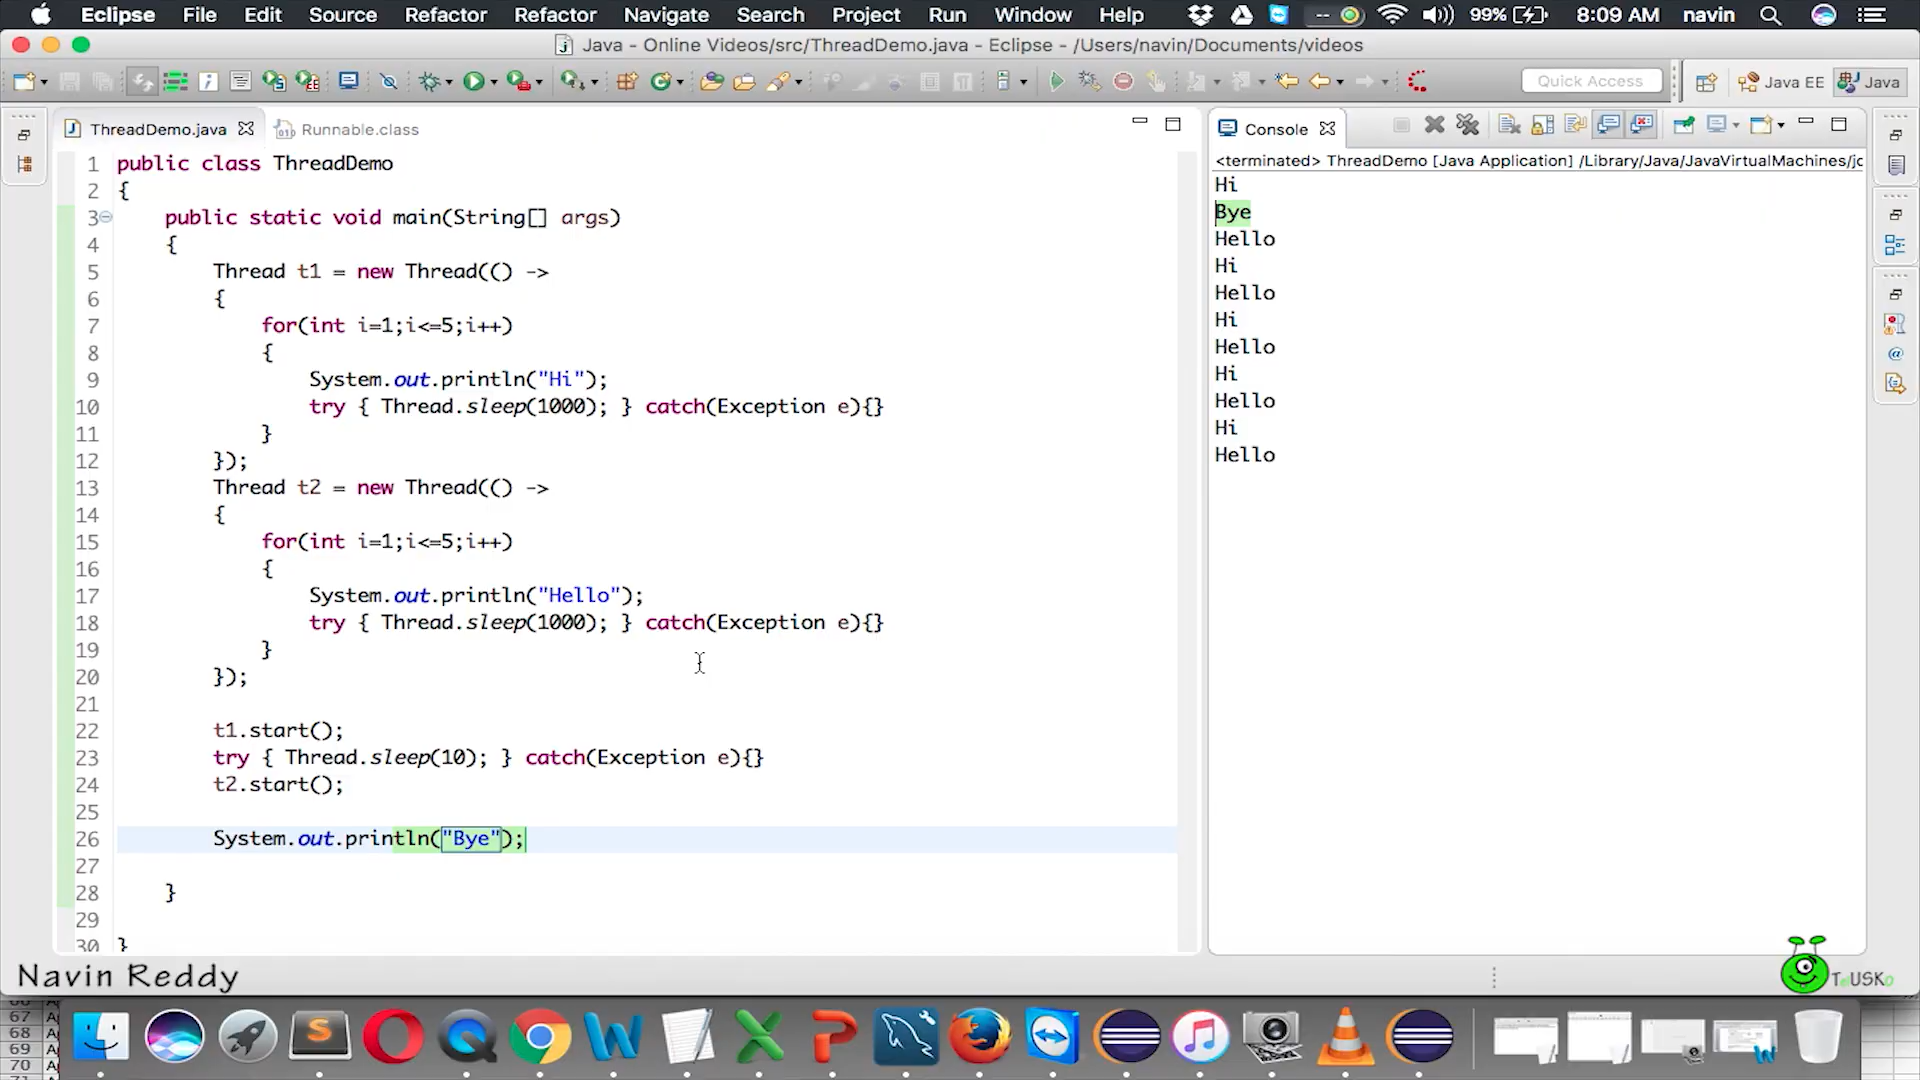 Eclipse File Edit Source Refactor Refactor Navigate Search Project Run Window Help 99% 8:09 AM navin
Java - Online Videos/src/ThreadDemo.java - Eclipse - /Users/navin/Documents/videos
Quick Access Java EE Java
ThreadDemo.java Runnable.class
1 public class ThreadDemo
2 {
3 public static void main(String[] args)
4 {
5 Thread t1 = new Thread(() ->
6 {
7 for(int i=1;i<=5;i++)
8 {
9 System.out.println("Hi");
10 try { Thread.sleep(1000); } catch(Exception e){}
11 }
12 });
13 Thread t2 = new Thread(() ->
14 {
15 for(int i=1;i<=5;i++)
16 {
17 System.out.println("Hello");
18 try { Thread.sleep(1000); } catch(Exception e){}
19 }
20 });
21
22 t1.start();
23 try { Thread.sleep(10); } catch(Exception e){}
24 t2.start();
25
26 System.out.println("Bye");
27
28 }
29
30 }
Console
<terminated> ThreadDemo [Java Application] /Library/Java/JavaVirtualMachines/jc
Hi
Bye
Hello
Hi
Hello
Hi
Hello
Hi
Hello
Hi
Hello
Navin Reddy
TelUSKo
67
68
69
70